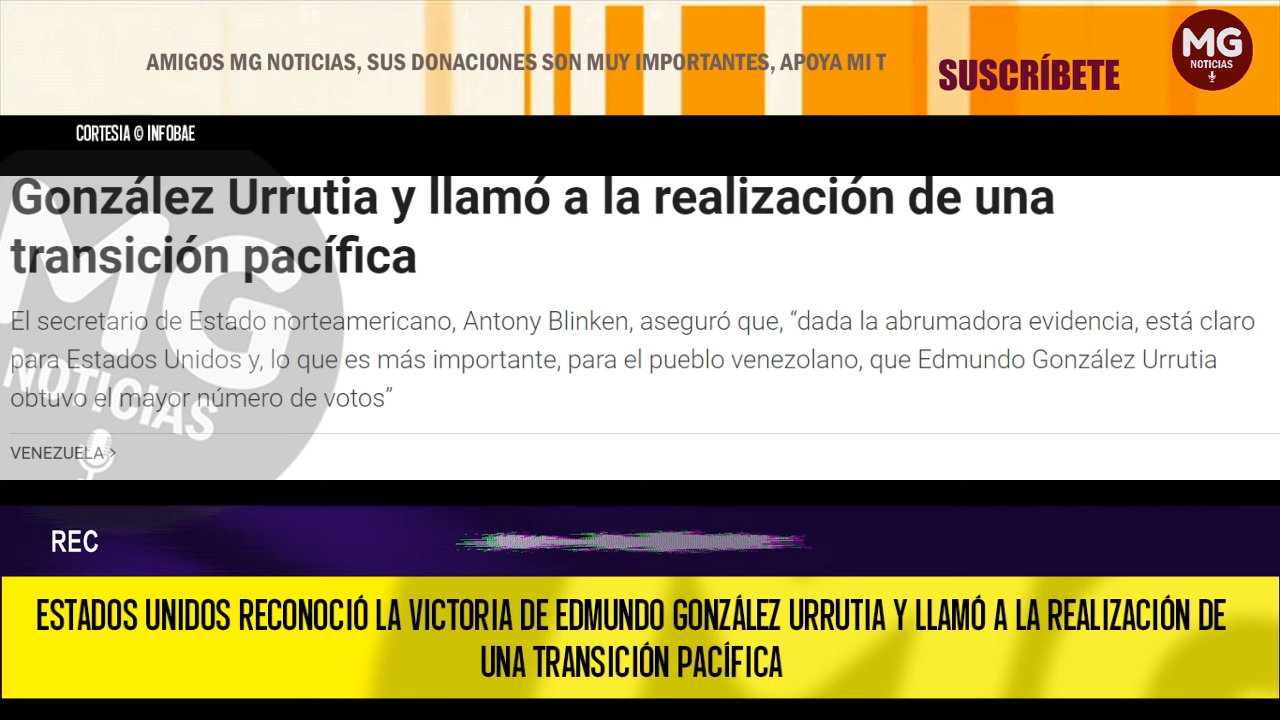 AMIGOS MG NOTICIAS, SUS DONACIONES SON MUY IMPORTANTES, APOYA MI T
SUSCRÍBETE
MG
NOTICIAS
CORTESIA © INFOBAE
González Urrutia y llamó a la realización de una
transición pacífica
El secretario de Estado norteamericano, Antony Blinken, aseguró que, “dada la abrumadora evidencia, está claro
para Estados Unidos y, lo que es más importante, para el pueblo venezolano, que Edmundo González Urrutia
obtuvo el mayor número de votos”
VENEZUELA >
MG
NOTICIAS
REC
ESTADOS UNIDOS RECONOCIÓ LA VICTORIA DE EDMUNDO GONZÁLEZ URRUTIA Y LLAMÓ A LA REALIZACIÓN DE
UNA TRANSICIÓN PACÍFICA